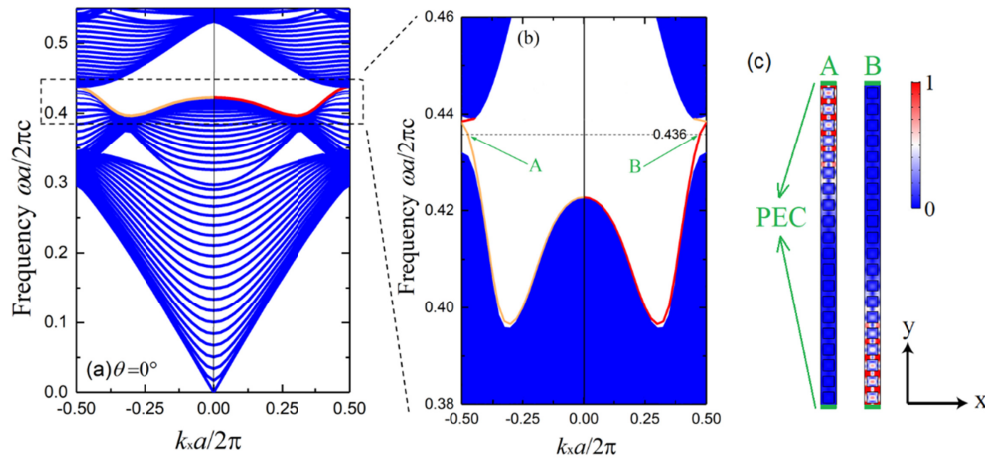 Frequency ωa/2πc
0.5
0.4
0.3
0.2
0.1
0.0
(a)θ=0°
-0.50
-0.25
0.00
0.25
0.50
kxa/2π
Frequency ωa/2πc
0.46
0.44
0.42
0.40
0.38
(b)
0.436
A
B
-0.50
-0.25
0.00
0.25
0.50
kxa/2π
(c)
A
B
1
0
PEC
y
x